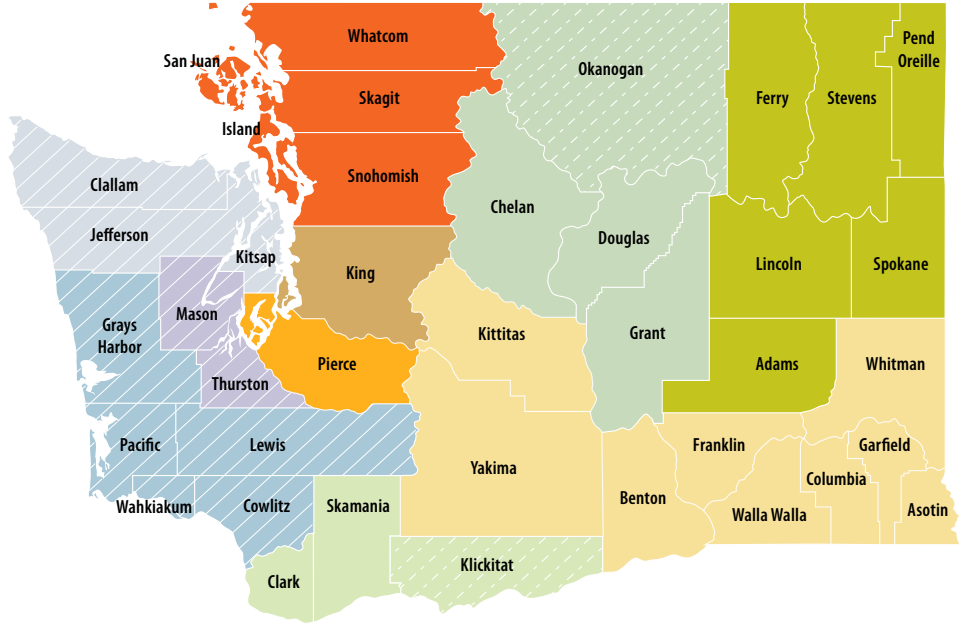 Whatcom
San Juan
Skagit
Island
Snohomish
Okanogan
Ferry
Stevens
Pend
Oreille
Clallam
Jefferson
Kitsap
King
Chelan
Douglas
Lincoln
Spokane
Mason
Grays
Harbor
Thurston
Pierce
Kittitas
Grant
Adams
Whitman
Pacific
Lewis
Yakima
Franklin
Garfield
Columbia
Wahkiakum
Cowlitz
Skamania
Benton
Walla Walla
Asotin
Clark
Klickitat